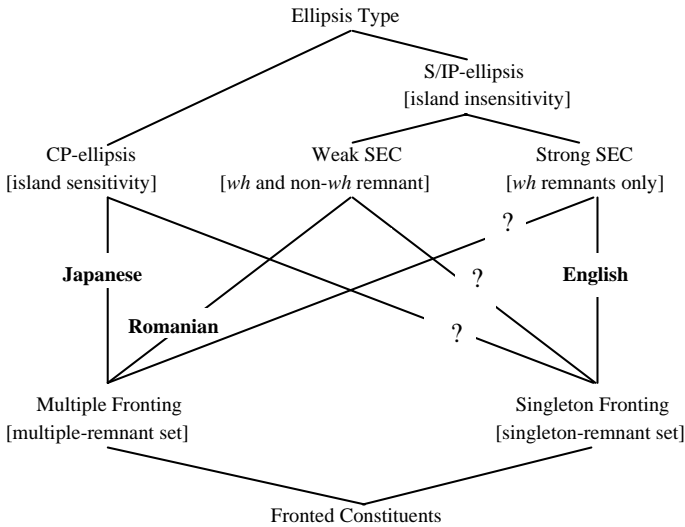 Ellipsis Type
S/IP-ellipsis
[island insensitivity]
CP-ellipsis
[island sensitivity]
Weak SEC
[wh and non-wh remnant]
Strong SEC
[wh remnants only]
?
Japanese
?
English
Romanian
?
Multiple Fronting
[multiple-remnant set]
Singleton Fronting
[singleton-remnant set]
Fronted Constituents